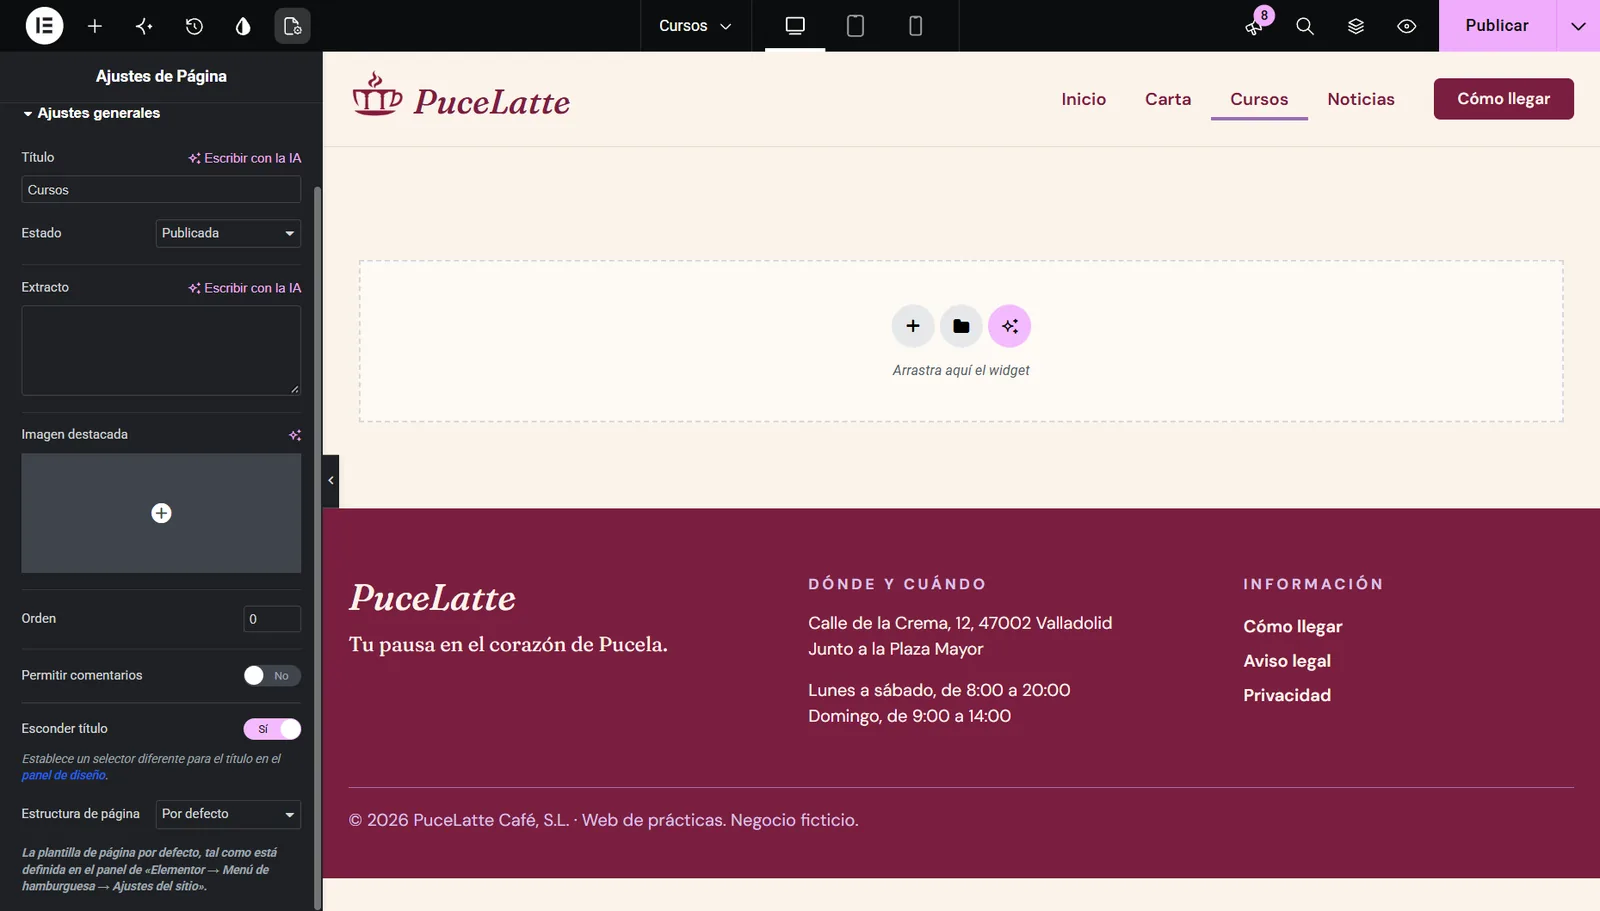 Cursos
8
Publicar
Ajustes de Página
Ajustes generales
Título
Escribir con la IA
Cursos
Estado
Publicada
Extracto
Escribir con la IA
Imagen destacada
Orden
0
Permitir comentarios
No
Esconder título
Sí
Establece un selector diferente para el título en el
panel de diseño.
Estructura de página
Por defecto
La plantilla de página por defecto, tal como está
definida en el panel de «Elementor → Menú de
hamburguesa → Ajustes del sitio».
PuceLatte
Inicio
Carta
Cursos
Noticias
Cómo llegar
Arrastra aquí el widget
PuceLatte
Tu pausa en el corazón de Pucela.
DÓNDE Y CUÁNDO
Calle de la Crema, 12, 47002 Valladolid
Junto a la Plaza Mayor
Lunes a sábado, de 8:00 a 20:00
Domingo, de 9:00 a 14:00
INFORMACIÓN
Cómo llegar
Aviso legal
Privacidad
© 2026 PuceLatte Café, S.L. · Web de prácticas. Negocio ficticio.